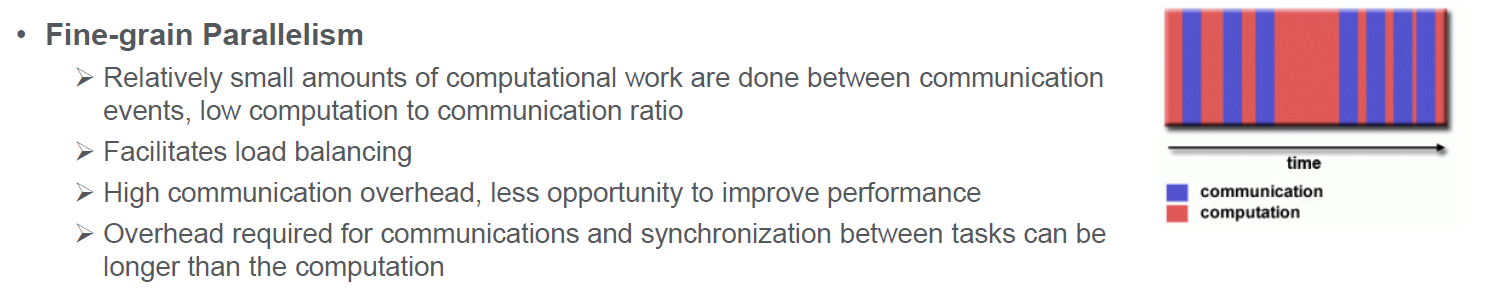 • Fine-grain Parallelism
➢ Relatively small amounts of computational work are done between communication
events, low computation to communication ratio
➢ Facilitates load balancing
➢ High communication overhead, less opportunity to improve performance
➢ Overhead required for communications and synchronization between tasks can be
longer than the computation
time
communication
computation